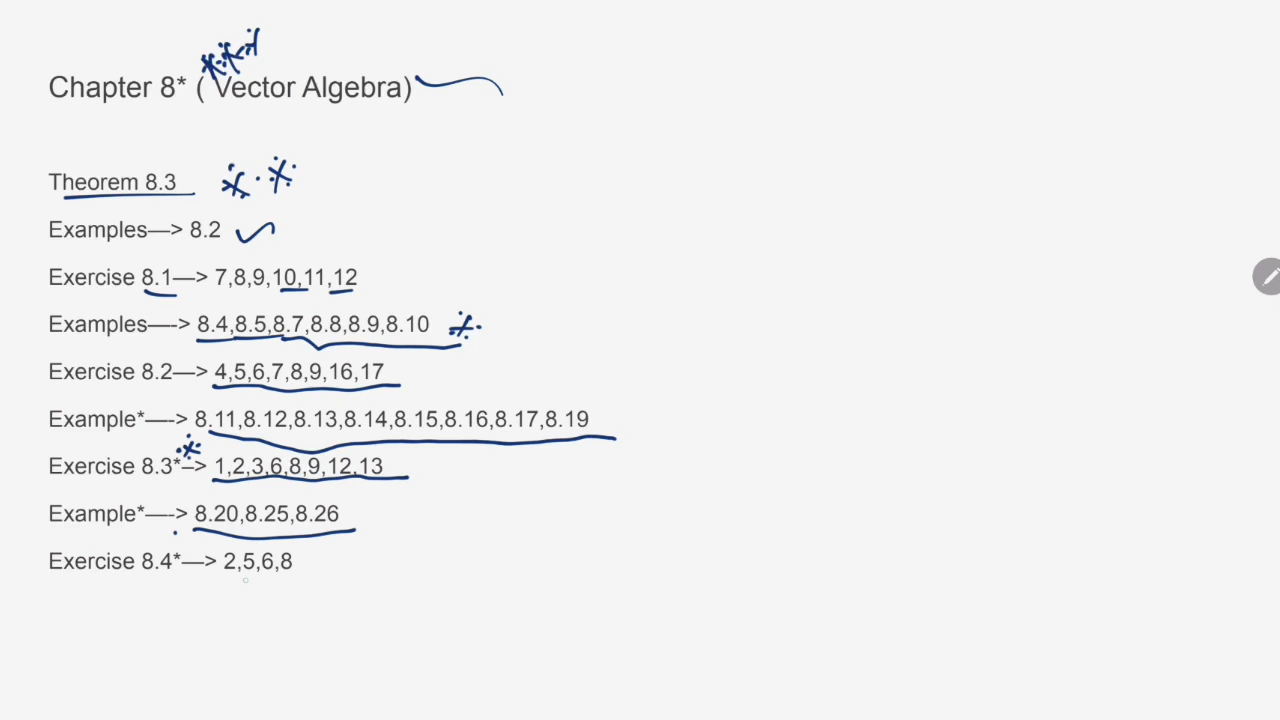 Chapter 8* ( Vector Algebra)
Theorem 8.3
Examples—> 8.2
Exercise 8.1—> 7,8,9,10,11,12
Examples—-> 8.4,8.5,8.7,8.8,8.9,8.10
Exercise 8.2—> 4,5,6,7,8,9,16,17
Example*—-> 8.11,8.12,8.13,8.14,8.15,8.16,8.17,8.19
Exercise 8.3*–> 1,2,3,6,8,9,12,13
Example*—-> 8.20,8.25,8.26
Exercise 8.4*—> 2,5,6,8